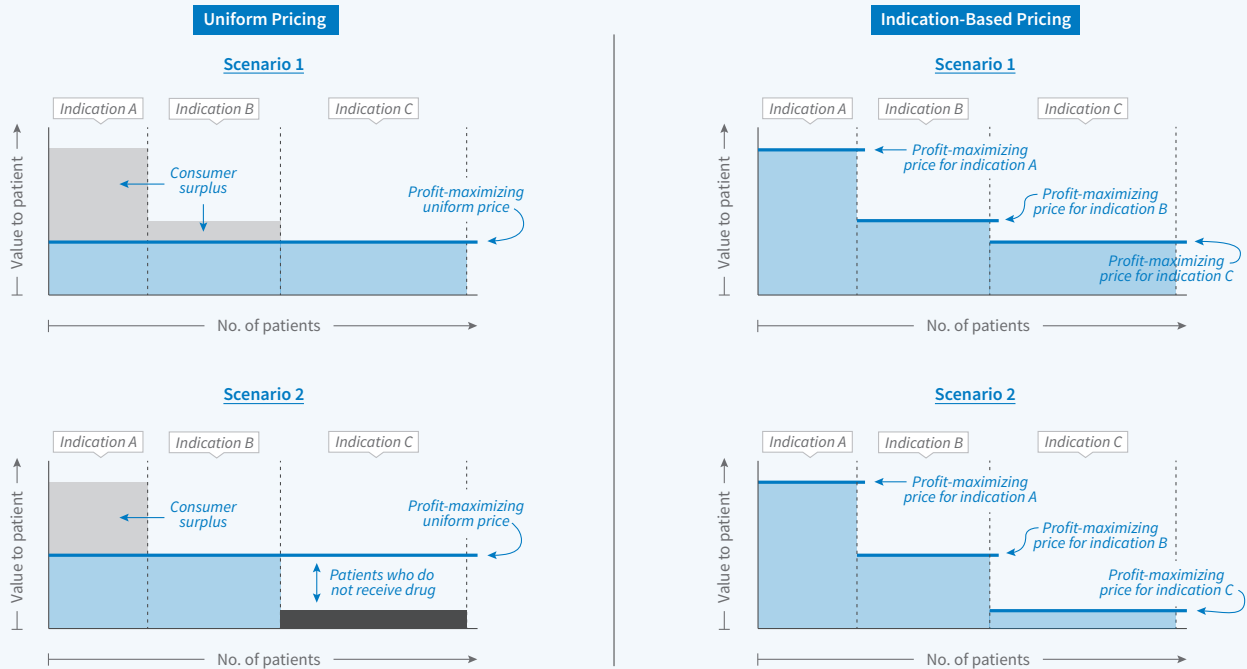 Uniform Pricing
Scenario 1
Indication A
Indication B
Indication C
Value to patient
Consumer
surplus
Profit-maximizing
uniform price
No. of patients
Scenario 2
Indication A
Indication B
Indication C
Value to patient
Consumer
surplus
Profit-maximizing
uniform price
Patients who do
not receive drug
No. of patients
Indication-Based Pricing
Scenario 1
Indication A
Indication B
Indication C
Value to patient
Profit-maximizing
price for indication A
Profit-maximizing
price for indication B
Profit-maximizing
price for indication C
No. of patients
Scenario 2
Indication A
Indication B
Indication C
Value to patient
Profit-maximizing
price for indication A
Profit-maximizing
price for indication B
Profit-maximizing
price for indication C
No. of patients